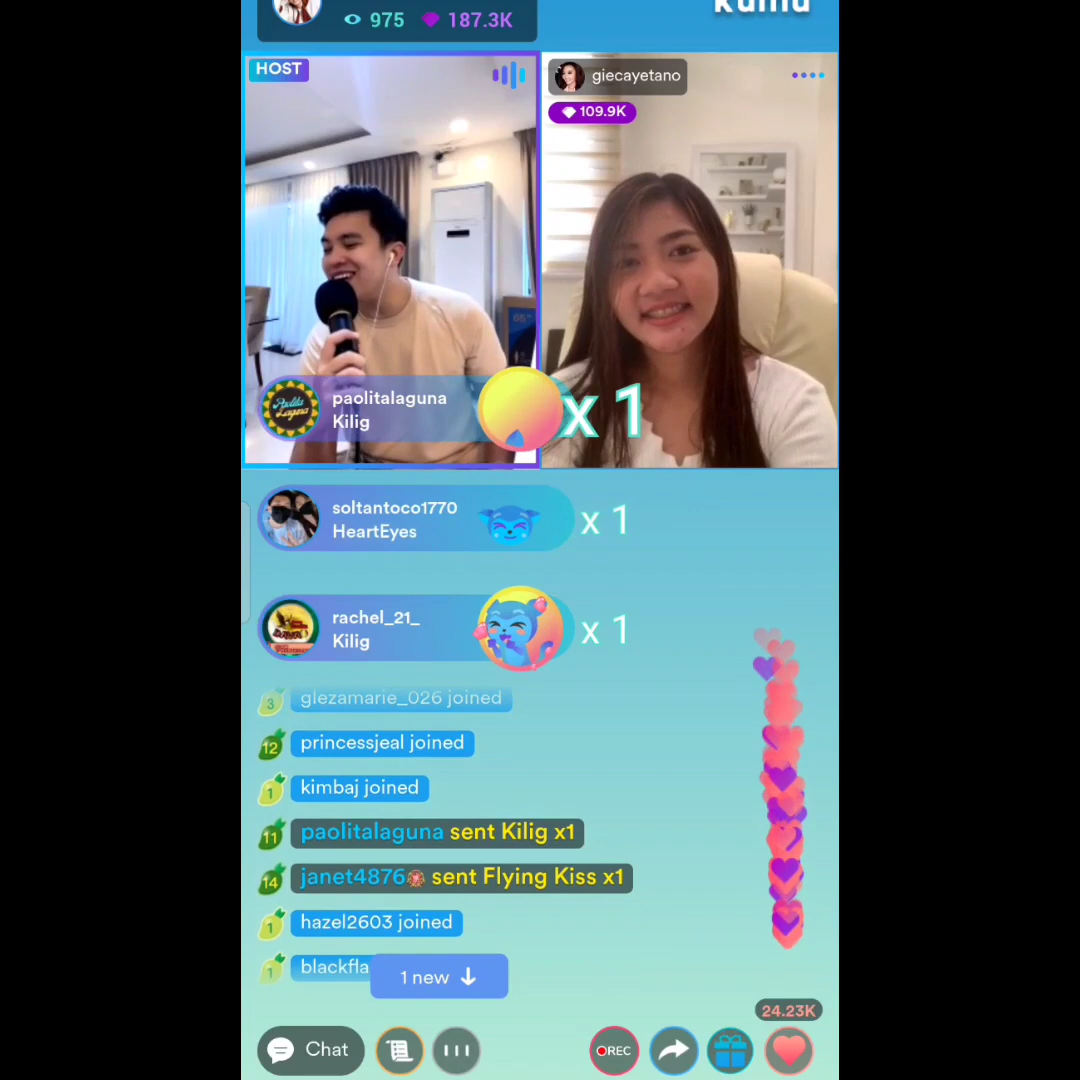 975 187.3K
kumu
HOST
giecayetano
109.9K
paolitalaguna
Kilig
x 1
soltantoco1770
HeartEyes
x 1
rachel_21_
Kilig
x 1
3 glezamarie_026 joined
12 princessjeal joined
1 kimbaj joined
11 paolitalaguna sent Kilig x1
14 janet4876 sent Flying Kiss x1
1 hazel2603 joined
1 blackfla
1 new
24.23K
Chat
REC